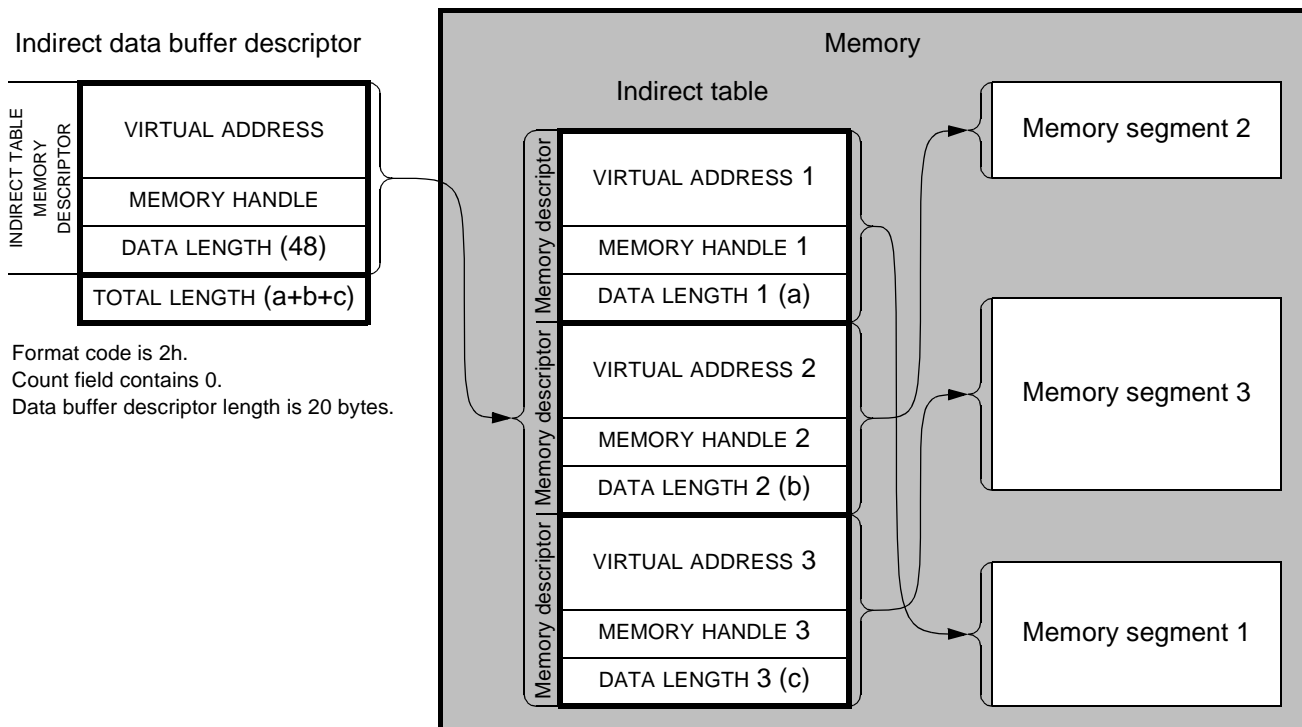 Indirect data buffer descriptor
INDIRECT TABLE
MEMORY
DESCRIPTOR
VIRTUAL ADDRESS
MEMORY HANDLE
DATA LENGTH (48)
TOTAL LENGTH (a+b+c)
Format code is 2h.
Count field contains 0.
Data buffer descriptor length is 20 bytes.
Memory
Indirect table
Memory descriptor
VIRTUAL ADDRESS 1
MEMORY HANDLE 1
DATA LENGTH 1 (a)
Memory descriptor
VIRTUAL ADDRESS 2
MEMORY HANDLE 2
DATA LENGTH 2 (b)
Memory descriptor
VIRTUAL ADDRESS 3
MEMORY HANDLE 3
DATA LENGTH 3 (c)
Memory segment 2
Memory segment 3
Memory segment 1